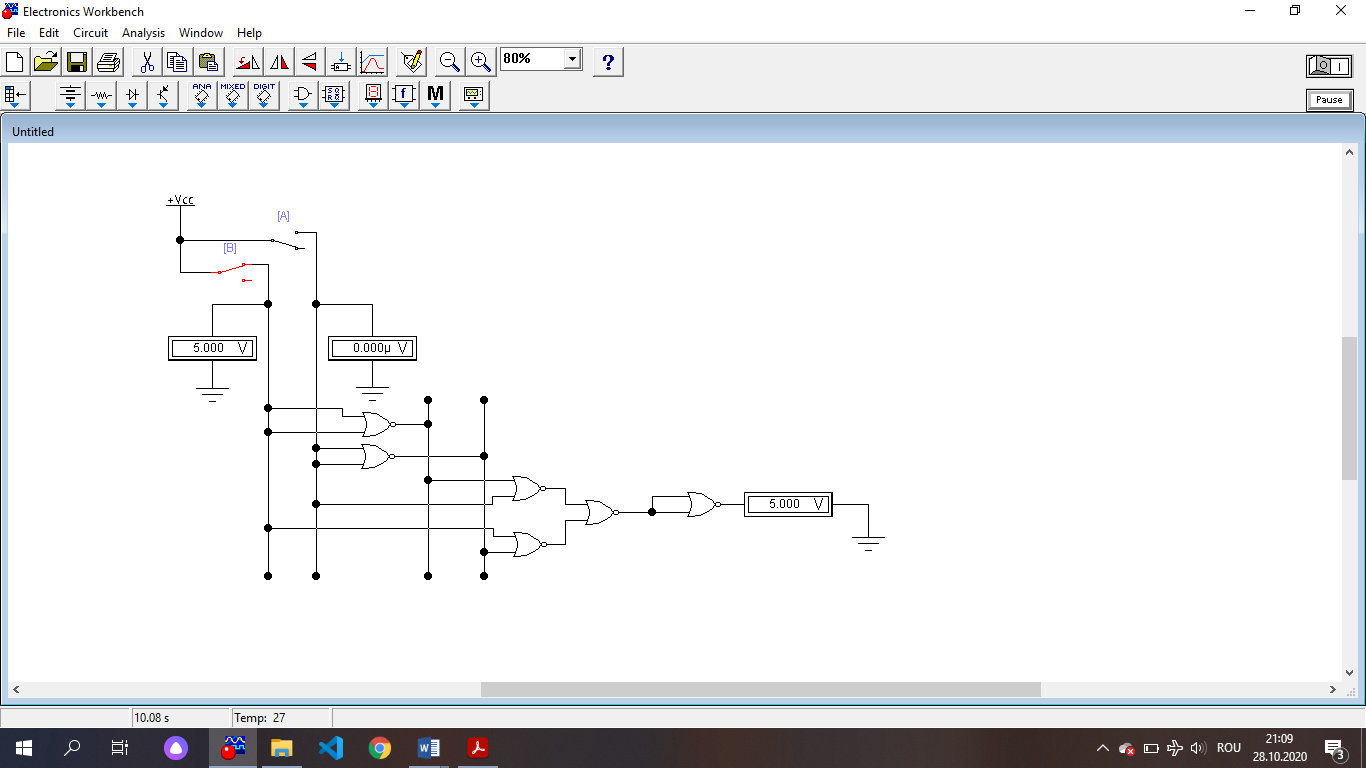 Electronics Workbench
File Edit Circuit Analysis Window Help
80% ?
ANA MIXED DIGIT
M
Pause
Untitled
+Vcc
[A]
[B]
5.000 V
0.000µ V
5.000 V
10.08 s
Temp: 27
ROU
21:09
28.10.2020
3